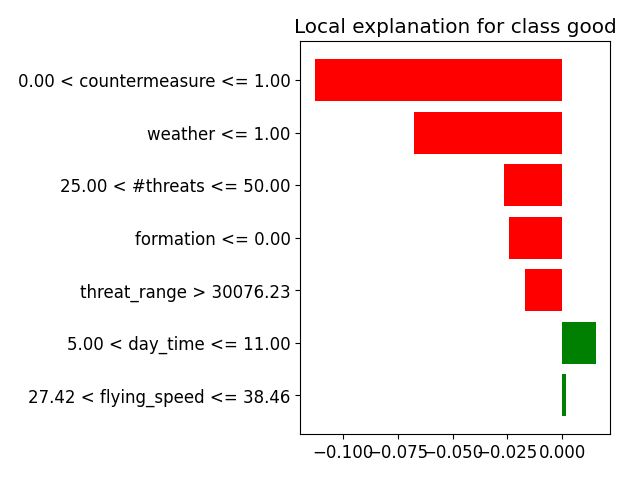 Local explanation for class good
0.00 < countermeasure <= 1.00
weather <= 1.00
25.00 < #threats <= 50.00
formation <= 0.00
threat_range > 30076.23
5.00 < day_time <= 11.00
27.42 < flying_speed <= 38.46
−0.100 −0.075 −0.050 −0.025 0.000